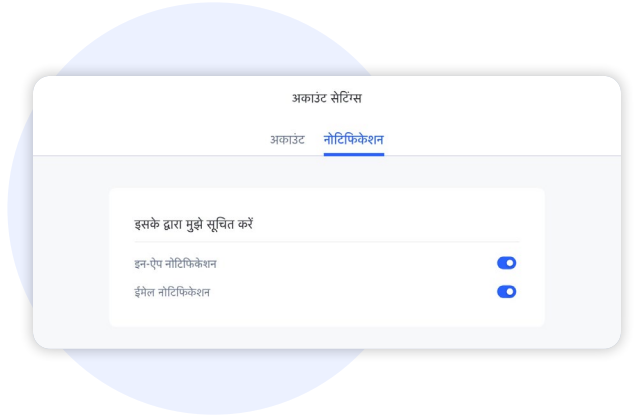 अकाउंट सेटिंग्स
अकाउंट नोटिफिकेशन
इसके द्वारा मुझे सूचित करें
इन-ऐप नोटिफिकेशन
ईमेल नोटिफिकेशन